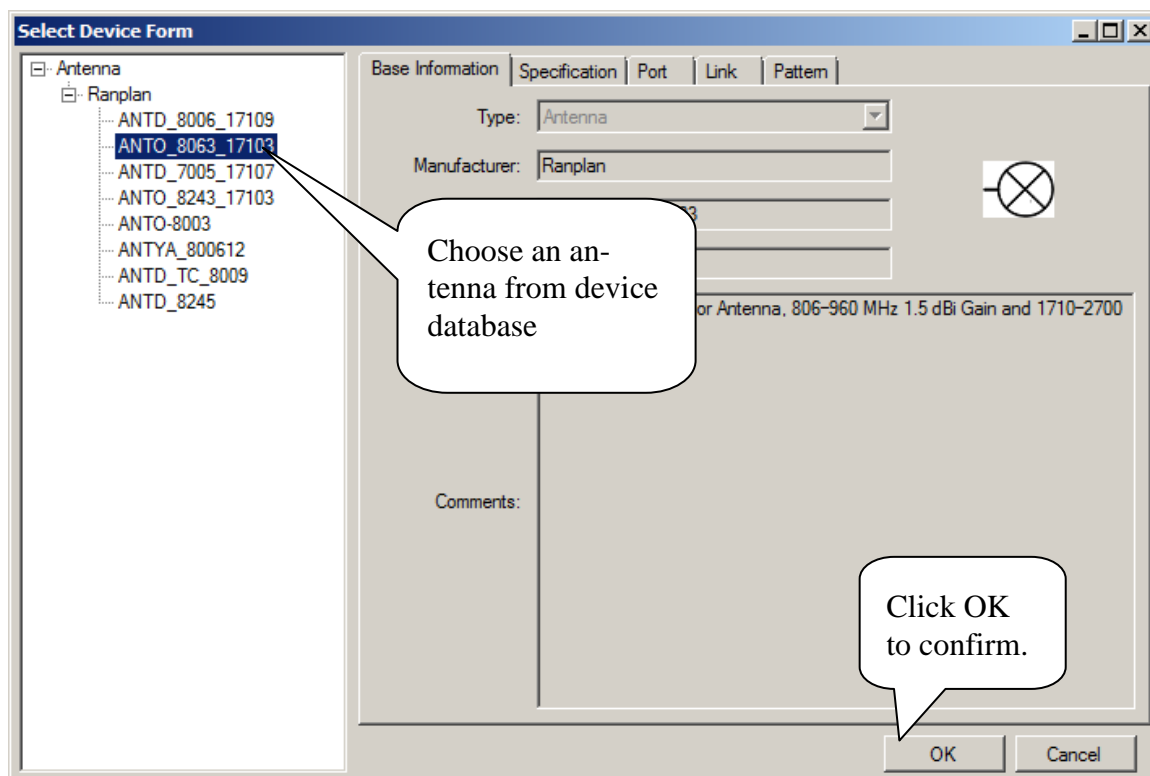 Select Device Form
Antenna
Ranplan
ANTD_8006_17109
ANTO_8063_17103
ANTD_7005_17107
ANTO_8243_17103
ANTO-8003
ANTYA_800612
ANTD_TC_8009
ANTD_8245
Base Information Specification Port Link Pattern
Type: Antenna
Manufacturer: Ranplan
Choose an an-
tenna from device
database
or Antenna, 806-960 MHz 1.5 dBi Gain and 1710-2700
Comments:
Click OK
to confirm.
OK Cancel